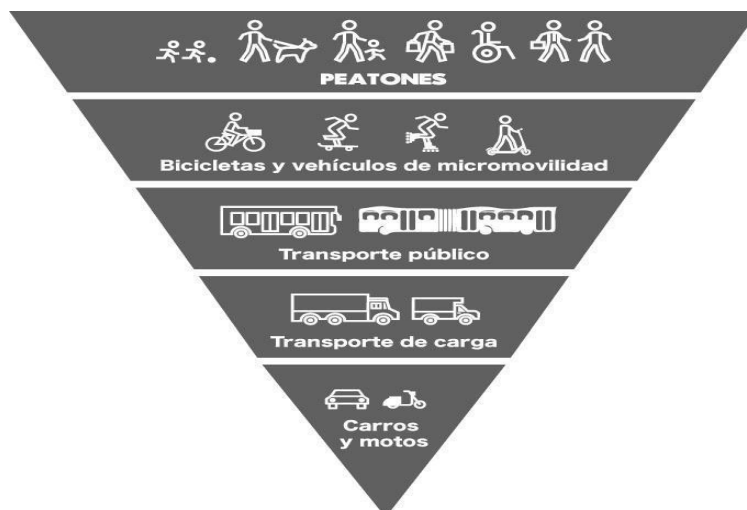 PEATONES
Bicicletas y vehículos de micromovilidad
Transporte público
Transporte de carga
Carros
y motos